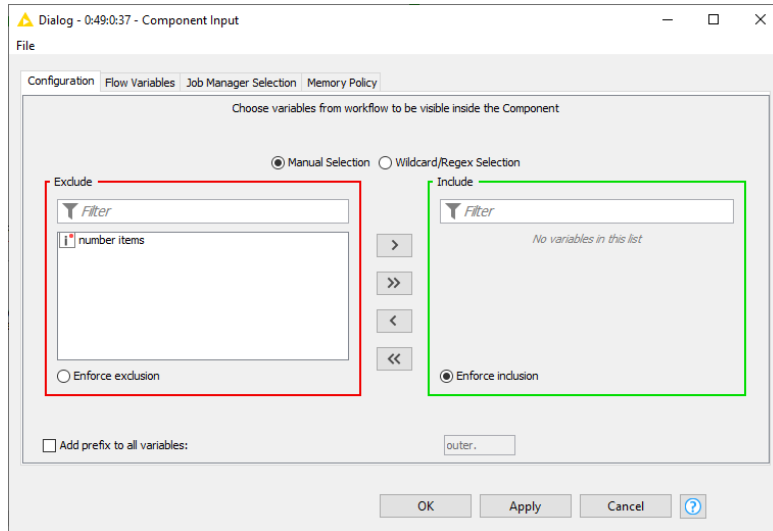 Dialog - 0:49:0:37 - Component Input
File
Configuration Flow Variables Job Manager Selection Memory Policy
Choose variables from workflow to be visible inside the Component
Manual Selection Wildcard/Regex Selection
Exclude
Filter
i number items
Enforce exclusion
>
>>
<
<<
Include
Filter
No variables in this list
Enforce inclusion
Add prefix to all variables: outer.
OK Apply Cancel ?